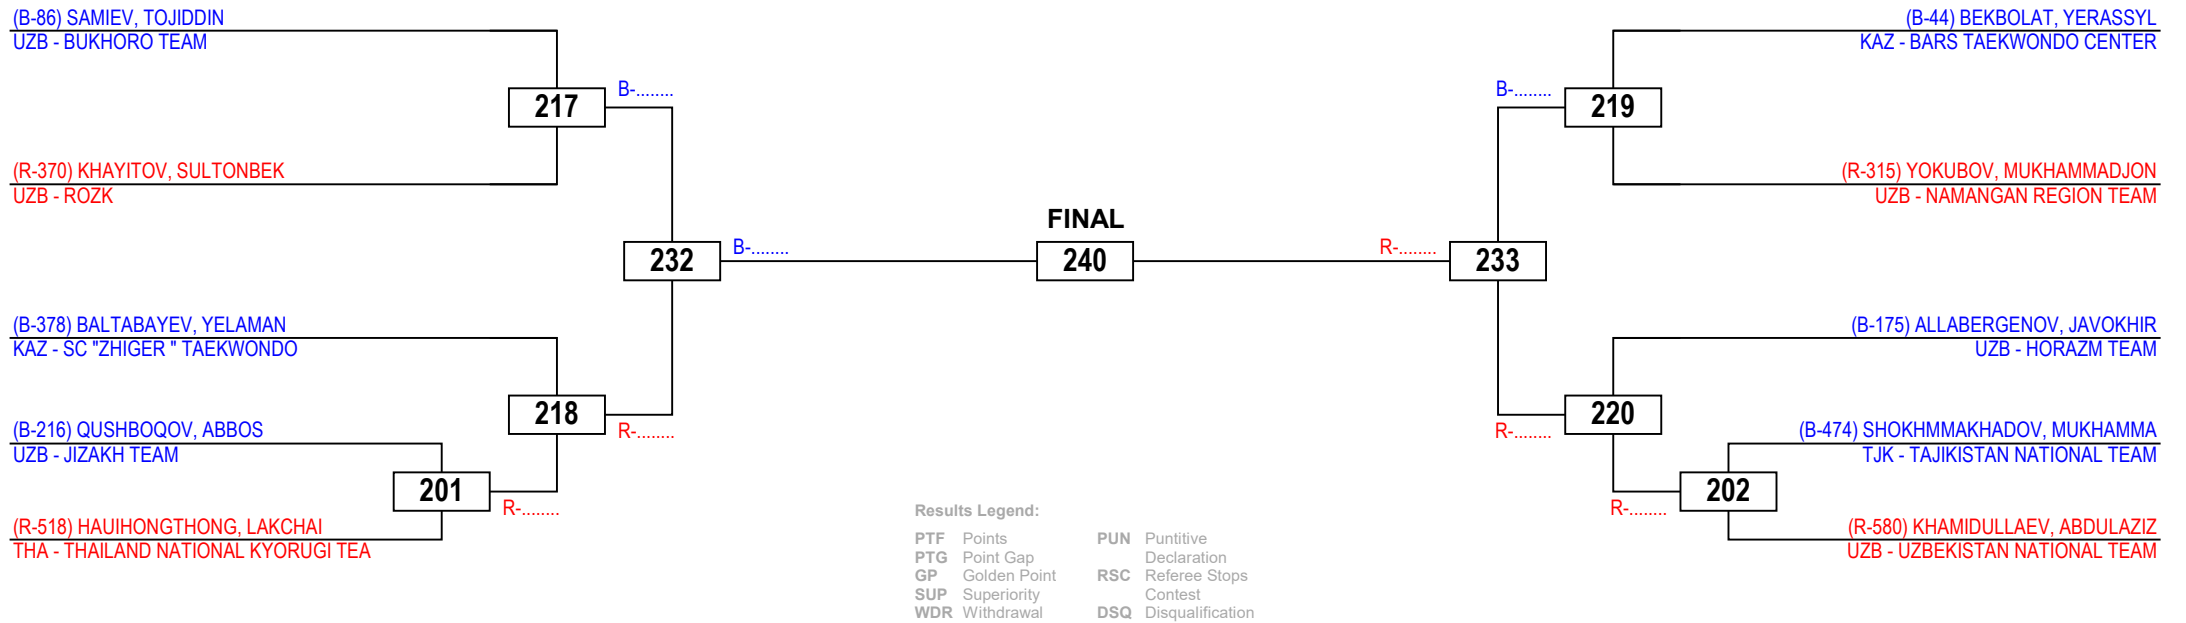 (B-86) SAMIEV, TOJIDDIN
UZB - BUKHORO TEAM
217
B-........
(R-370) KHAYITOV, SULTONBEK
UZB - ROZK
232
B-........
(B-378) BALTABAYEV, YELAMAN
KAZ - SC "ZHIGER " TAEKWONDO
218
R-........
(B-216) QUSHBOQOV, ABBOS
UZB - JIZAKH TEAM
201
R-........
(R-518) HAUIHONGTHONG, LAKCHAI
THA - THAILAND NATIONAL KYORUGI TEA
FINAL
240
(B-44) BEKBOLAT, YERASSYL
KAZ - BARS TAEKWONDO CENTER
B-........
219
(R-315) YOKUBOV, MUKHAMMADJON
UZB - NAMANGAN REGION TEAM
R-........
233
(B-175) ALLABERGENOV, JAVOKHIR
UZB - HORAZM TEAM
220
R-........
(B-474) SHOKHMMAKHADOV, MUKHAMMA
TJK - TAJIKISTAN NATIONAL TEAM
202
R-........
(R-580) KHAMIDULLAEV, ABDULAZIZ
UZB - UZBEKISTAN NATIONAL TEAM
Results Legend:
PTF Points
PTG Point Gap
GP Golden Point
SUP Superiority
WDR Withdrawal
PUN Puntitive
Declaration
RSC Referee Stops
Contest
DSQ Disqualification